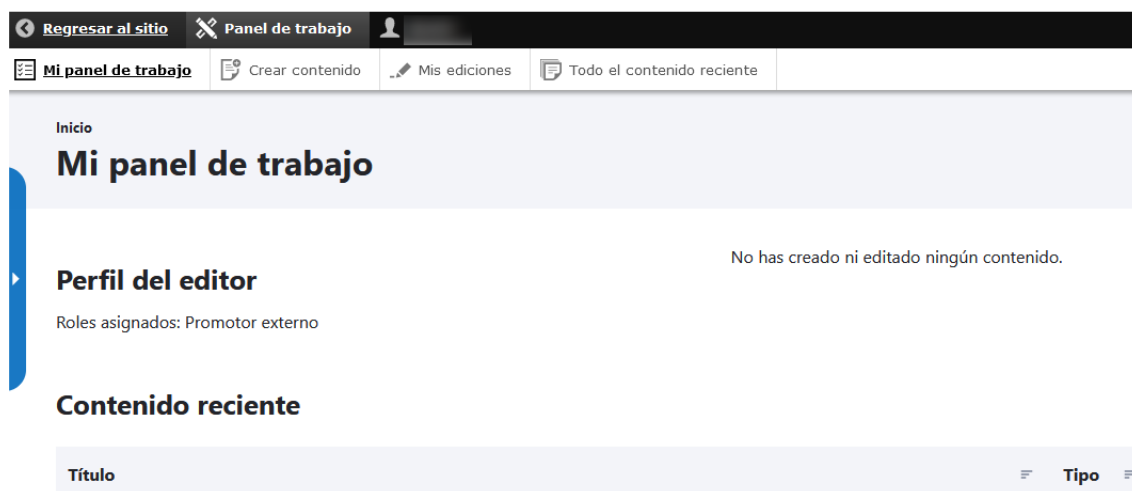 Regresar al sitio Panel de trabajo
Mi panel de trabajo Crear contenido Mis ediciones Todo el contenido reciente
Inicio
Mi panel de trabajo
No has creado ni editado ningún contenido.
Perfil del editor
Roles asignados: Promotor externo
Contenido reciente
Título Tipo